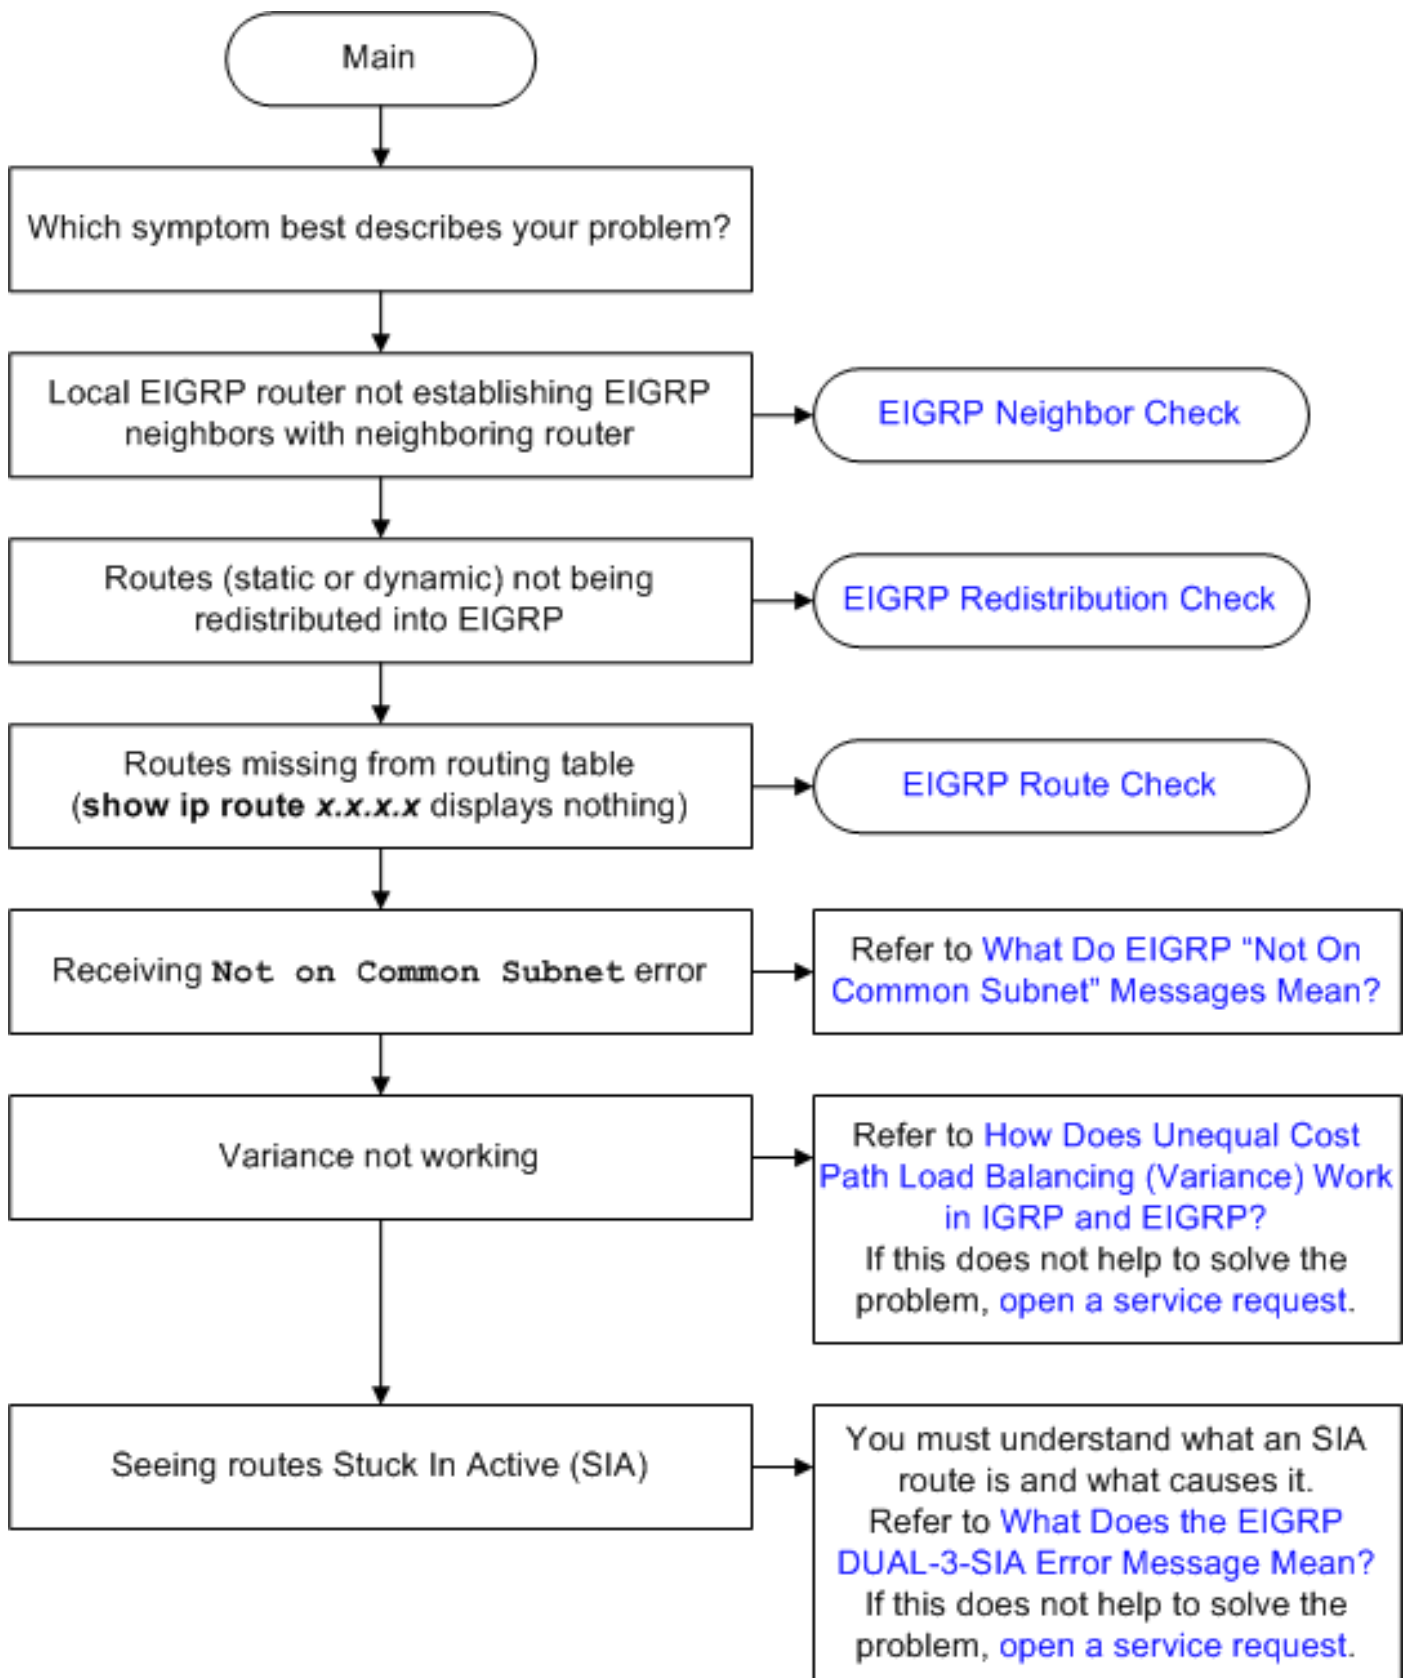 Main
Which symptom best describes your problem?
Local EIGRP router not establishing EIGRP
neighbors with neighboring router
EIGRP Neighbor Check
Routes (static or dynamic) not being
redistributed into EIGRP
EIGRP Redistribution Check
Routes missing from routing table
(show ip route x.x.x.x displays nothing)
EIGRP Route Check
Receiving Not on Common Subnet error
Refer to What Do EIGRP “Not On
Common Subnet” Messages Mean?
Variance not working
Refer to How Does Unequal Cost
Path Load Balancing (Variance) Work
in IGRP and EIGRP?
If this does not help to solve the
problem, open a service request.
Seeing routes Stuck In Active (SIA)
You must understand what an SIA
route is and what causes it.
Refer to What Does the EIGRP
DUAL-3-SIA Error Message Mean?
If this does not help to solve the
problem, open a service request.